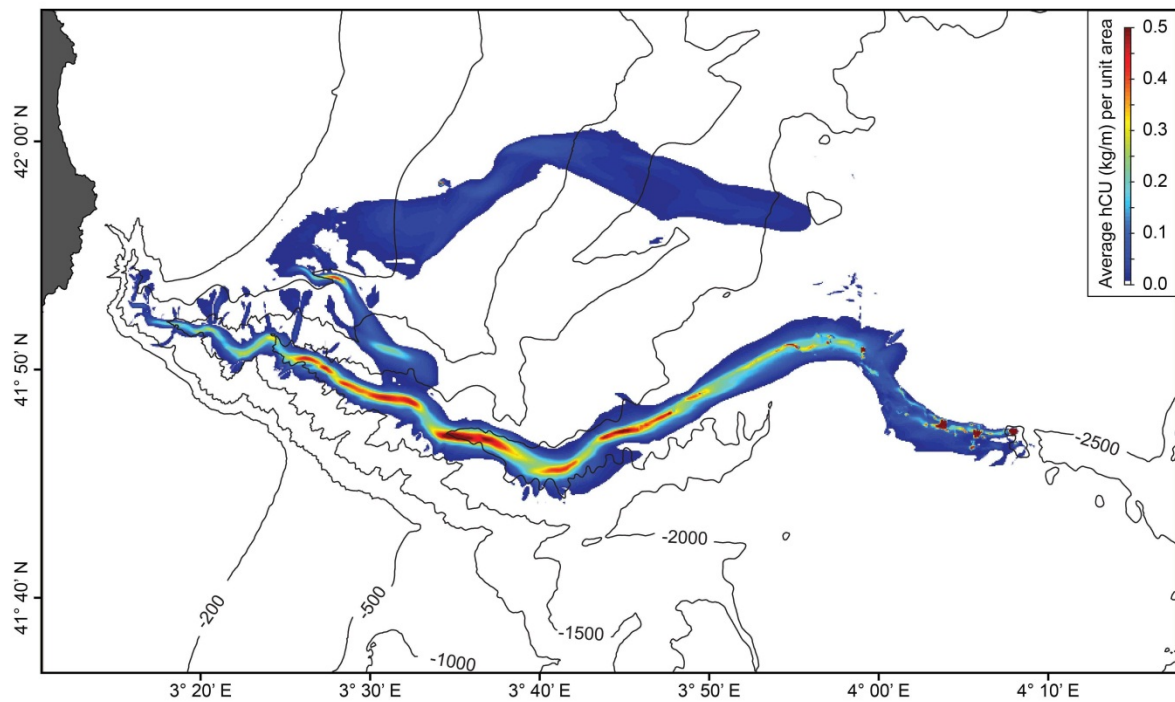 Average hCU (kg/m) per unit area
0.5
0.4
0.3
0.2
0.1
0.0
42° 00' N
41° 50' N
41° 40' N
-2500
-2000
-200
-500
-1500
-1000
3° 20' E
3° 30' E
3° 40' E
3° 50' E
4° 00' E
4° 10' E